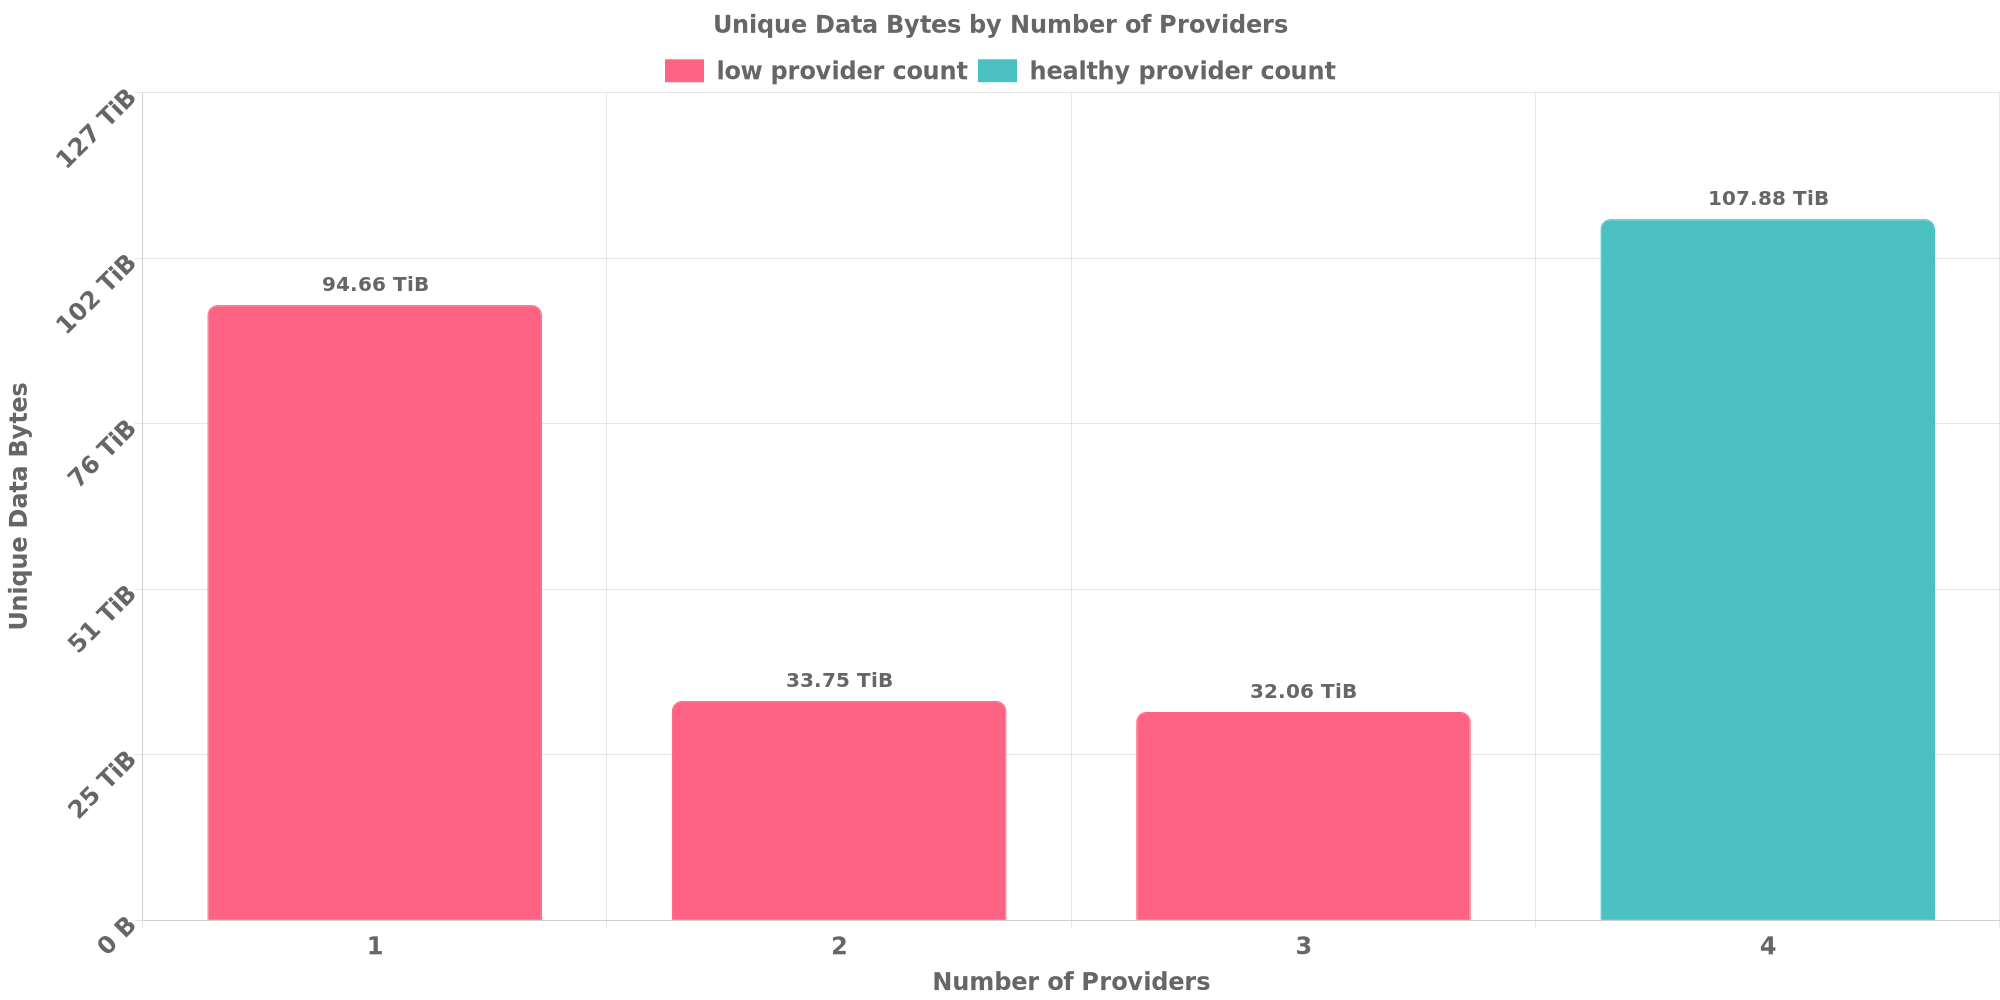 Unique Data Bytes by Number of Providers
low provider count healthy provider count
127 TiB
102 TiB
76 TiB
51 TiB
25 TiB
0 B
Unique Data Bytes
94.66 TiB
33.75 TiB
32.06 TiB
107.88 TiB
1 2 3 4
Number of Providers